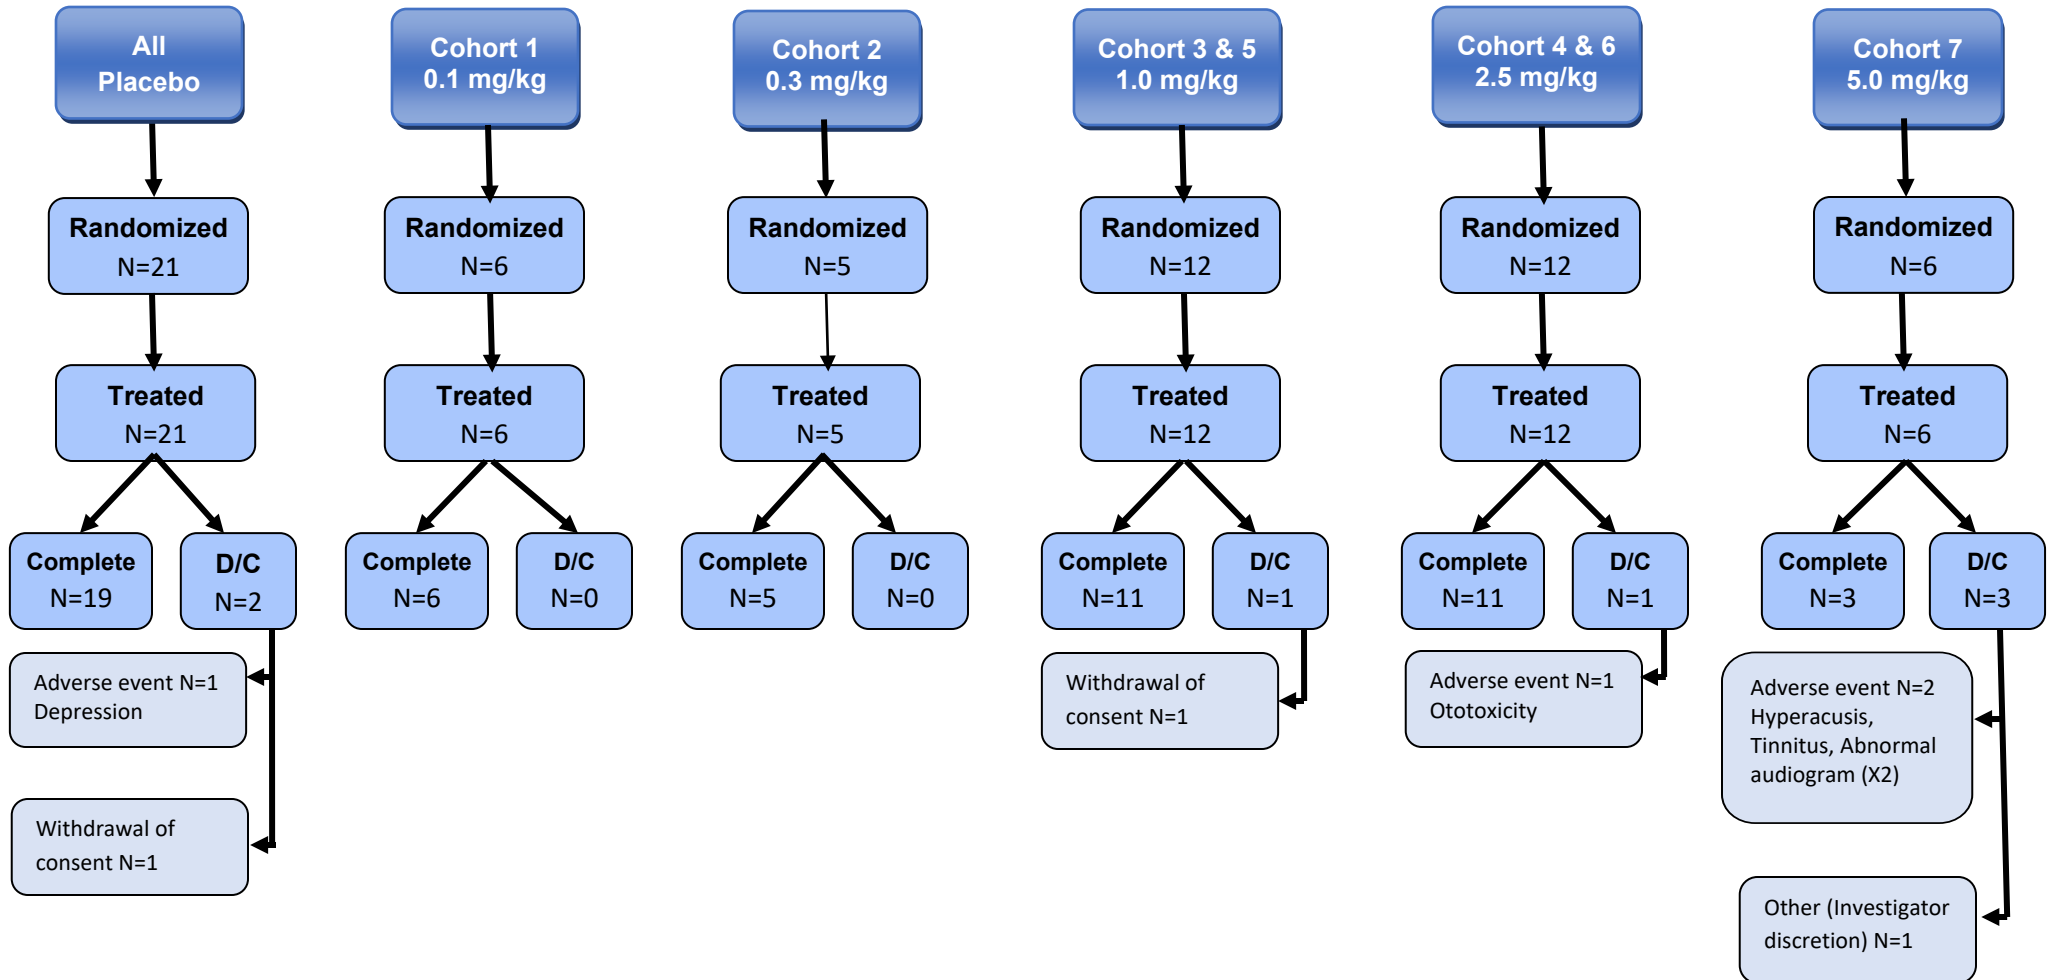 All
Placebo
Cohort 1
0.1 mg/kg
Cohort 2
0.3 mg/kg
Cohort 3 & 5
1.0 mg/kg
Cohort 4 & 6
2.5 mg/kg
Cohort 7
5.0 mg/kg
Randomized
N=21
Randomized
N=6
Randomized
N=5
Randomized
N=12
Randomized
N=12
Randomized
N=6
Treated
N=21
Treated
N=6
Treated
N=5
Treated
N=12
Treated
N=12
Treated
N=6
Complete
N=19
D/C
N=2
Complete
N=6
D/C
N=0
Complete
N=5
D/C
N=0
Complete
N=11
D/C
N=1
Complete
N=11
D/C
N=1
Complete
N=3
D/C
N=3
Adverse event N=1
Depression
Withdrawal of
consent N=1
Withdrawal of
consent N=1
Adverse event N=1
Ototoxicity
Adverse event N=2
Hyperacusis,
Tinnitus, Abnormal
audiogram (X2)
Other (Investigator
discretion) N=1